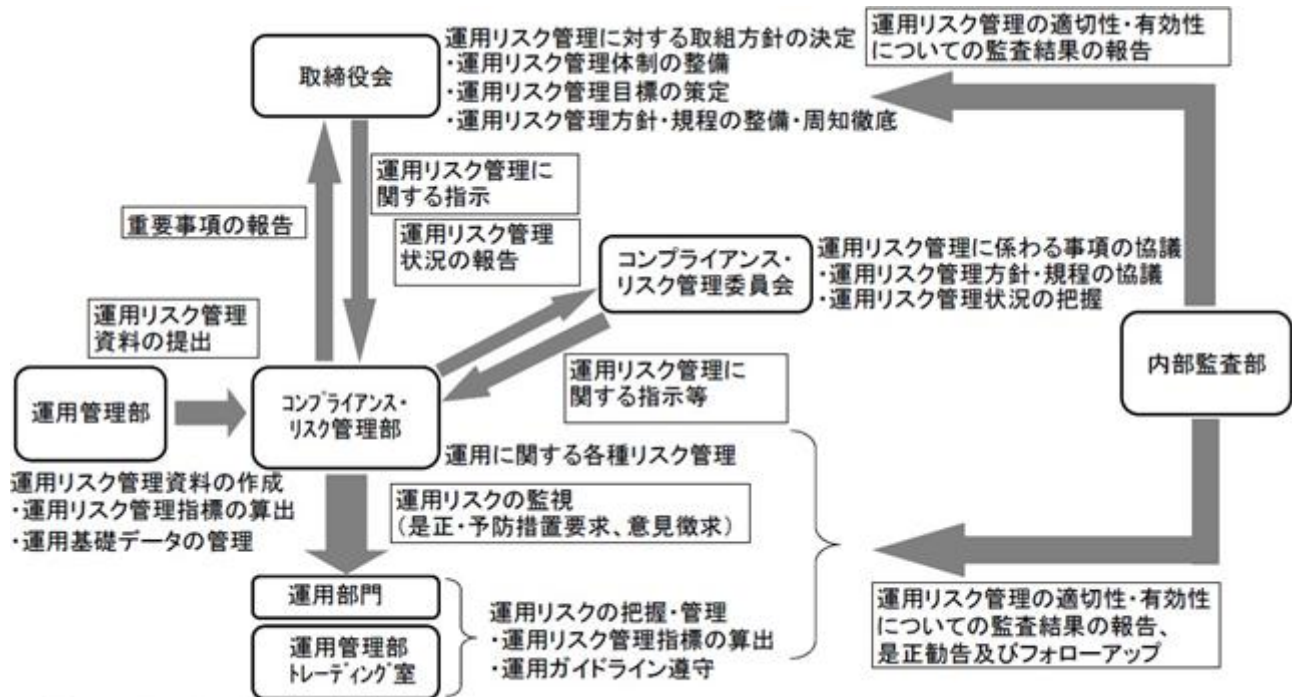 取締役会
運用リスク管理に対する取組方針の決定
・運用リスク管理体制の整備
・運用リスク管理目標の策定
・運用リスク管理方針・規程の整備・周知徹底
運用リスク管理の適切性・有効性
についての監査結果の報告
運用リスク管理に
関する指示
重要事項の報告
運用リスク管理
状況の報告
コンプライアンス・
リスク管理委員会
運用リスク管理に係わる事項の協議
・運用リスク管理方針・規程の協議
・運用リスク管理状況の把握
運用リスク管理
資料の提出
内部監査部
運用管理部
コンプライアンス・
リスク管理部
運用リスク管理に
関する指示等
運用に関する各種リスク管理
運用リスク管理資料の作成
・運用リスク管理指標の算出
・運用基礎データの管理
運用リスクの監視
（是正・予防措置要求、意見徴求）
運用部門
運用管理部
トレーディング室
運用リスクの把握・管理
・運用リスク管理指標の算出
・運用ガイドライン遵守
運用リスク管理の適切性・有効性
についての監査結果の報告、
是正勧告及びフォローアップ